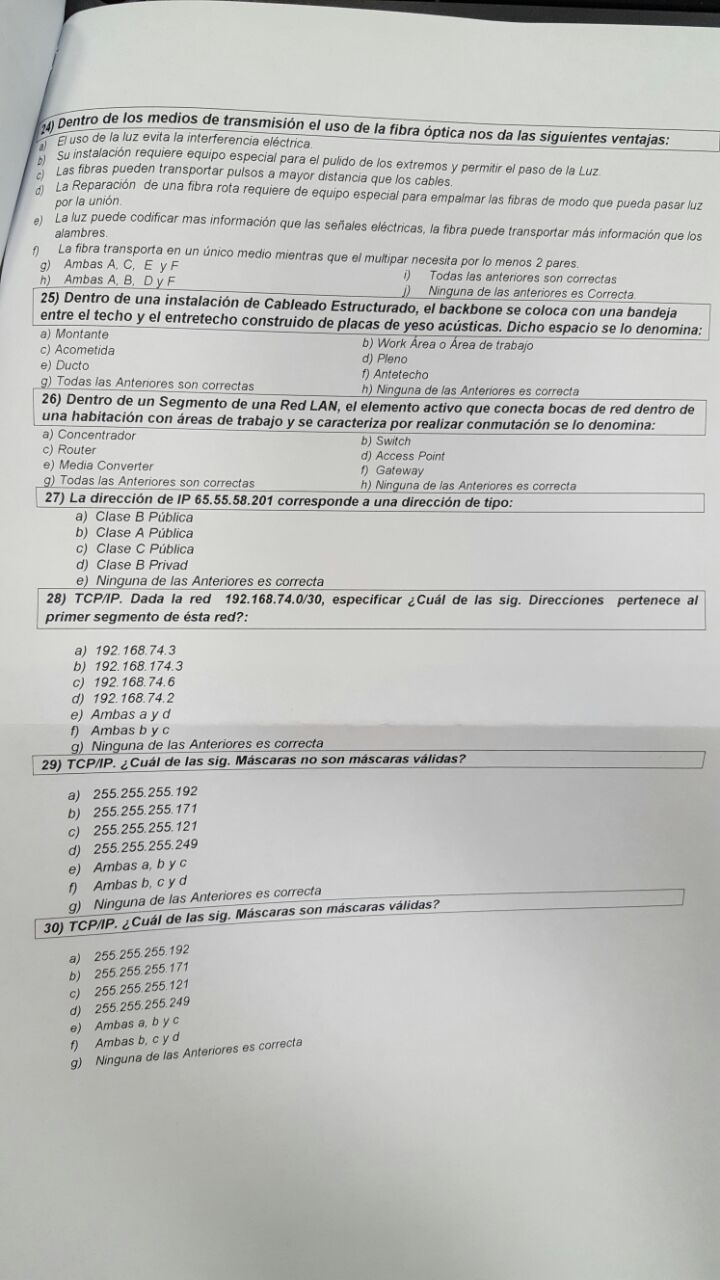 24) Dentro de los medios de transmisión el uso de la fibra óptica nos da las siguientes ventajas:
a) El uso de la luz evita la interferencia eléctrica.
b) Su instalación requiere equipo especial para el pulido de los extremos y permitir el paso de la Luz.
c) Las fibras pueden transportar pulsos a mayor distancia que los cables.
d) La Reparación de una fibra rota requiere de equipo especial para empalmar las fibras de modo que pueda pasar luz
por la unión.
e) La luz puede codificar mas información que las señales eléctricas, la fibra puede transportar más información que los
alambres.
f) La fibra transporta en un único medio mientras que el multipar necesita por lo menos 2 pares.
g) Ambas A, C, E y F
i) Todas las anteriores son correctas
h) Ambas A, B, D y F
j) Ninguna de las anteriores es Correcta.
25) Dentro de una instalación de Cableado Estructurado, el backbone se coloca con una bandeja
entre el techo y el entretecho construido de placas de yeso acústicas. Dicho espacio se lo denomina:
a) Montante
b) Work Área o Área de trabajo
c) Acometida
d) Pleno
e) Ducto
f) Antetecho
g) Todas las Anteriores son correctas
h) Ninguna de las Anteriores es correcta
26) Dentro de un Segmento de una Red LAN, el elemento activo que conecta bocas de red dentro de
una habitación con áreas de trabajo y se caracteriza por realizar conmutación se lo denomina:
a) Concentrador
b) Switch
c) Router
d) Access Point
e) Media Converter
f) Gateway
g) Todas las Anteriores son correctas
h) Ninguna de las Anteriores es correcta
27) La dirección de IP 65.55.58.201 corresponde a una dirección de tipo:
a) Clase B Pública
b) Clase A Pública
c) Clase C Pública
d) Clase B Privad
e) Ninguna de las Anteriores es correcta
28) TCP/IP. Dada la red 192.168.74.0/30, especificar ¿Cuál de las sig. Direcciones pertenece al
primer segmento de ésta red?:
a) 192.168.74.3
b) 192.168.174.3
c) 192.168.74.6
d) 192.168.74.2
e) Ambas a y d
f) Ambas b y c
g) Ninguna de las Anteriores es correcta
29) TCP/IP. ¿Cuál de las sig. Máscaras no son máscaras válidas?
a) 255.255.255.192
b) 255.255.255.171
c) 255.255.255.121
d) 255.255.255.249
e) Ambas a, b y c
f) Ambas b, c y d
g) Ninguna de las Anteriores es correcta
30) TCP/IP. ¿Cuál de las sig. Máscaras son máscaras válidas?
a) 255.255.255.192
b) 255.255.255.171
c) 255.255.255.121
d) 255.255.255.249
e) Ambas a, b y c
f) Ambas b, c y d
g) Ninguna de las Anteriores es correcta